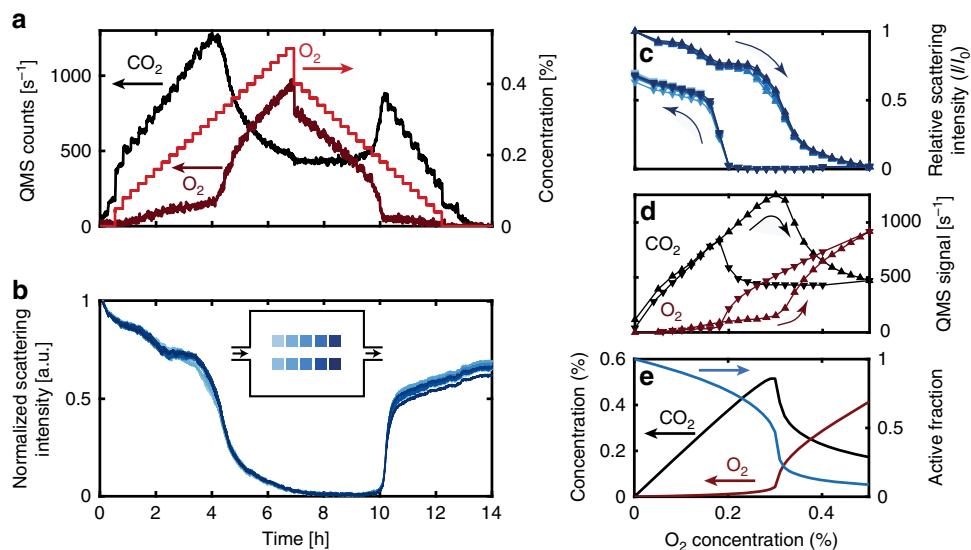 a
QMS counts [s⁻¹]
1000
500
0
CO₂
O₂
O₂
0.4
0.2
0
Concentration [%]
b
Normalized scattering
intensity [a.u.]
1
0.5
0
0 2 4 6 8 10 12 14
Time [h]
c
1
0.5
0
Relative scattering
intensity (I/I₀)
d
CO₂
O₂
1000
500
0
QMS signal [s⁻¹]
e
Concentration (%)
0.6
0.4
0.2
0
CO₂
O₂
1
0.5
0
Active fraction
0 0.2 0.4
O₂ concentration (%)